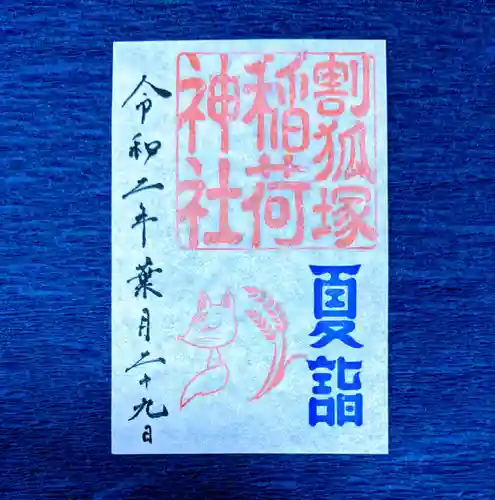 割狐塚
稲荷
神社
夏詣
令和二年葉月二十九日